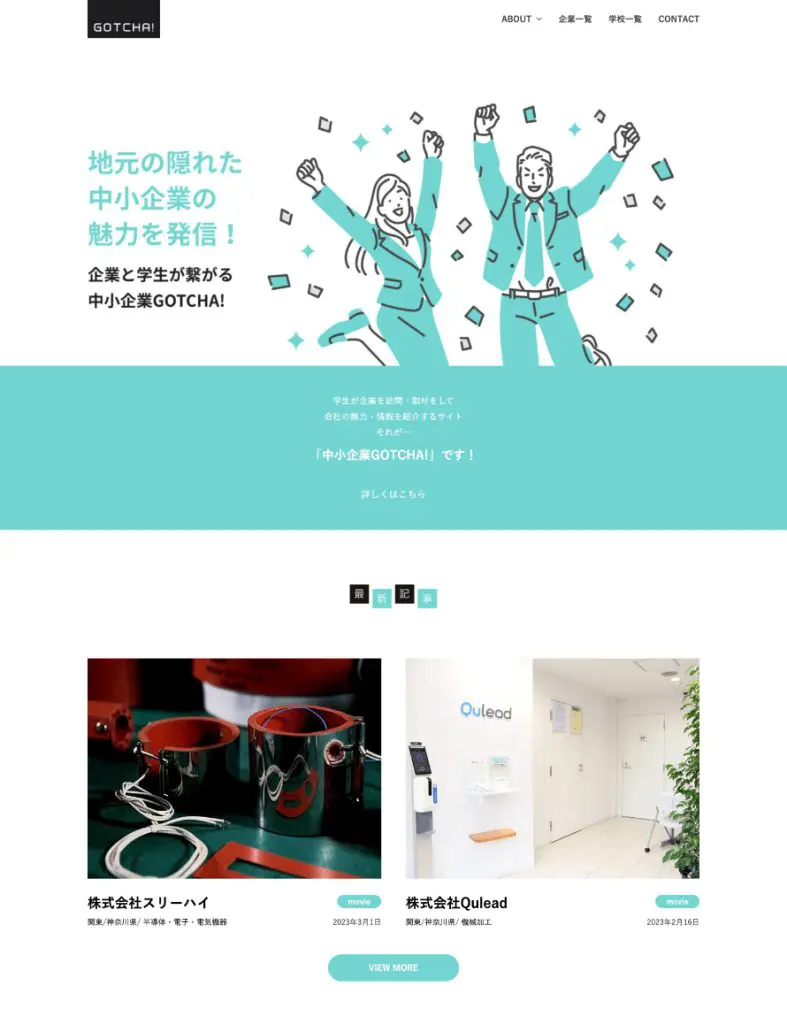 GOTCHA!
ABOUT
企業一覧
学校一覧
CONTACT
地元の隠れた
中小企業の
魅力を発信！
企業と学生が繋がる
中小企業GOTCHA!
学生が企業を訪問・取材をして
会社の魅力・情報を紹介するサイト
それが…
「中小企業GOTCHA!」です！
詳しくはこちら
最新記事
Qulead
株式会社スリーハイ
movie
関東/神奈川県/ 半導体・電子・電気機器
2023年3月1日
株式会社Qulead
movie
関東/神奈川県/ 機械加工
2023年2月16日
VIEW MORE